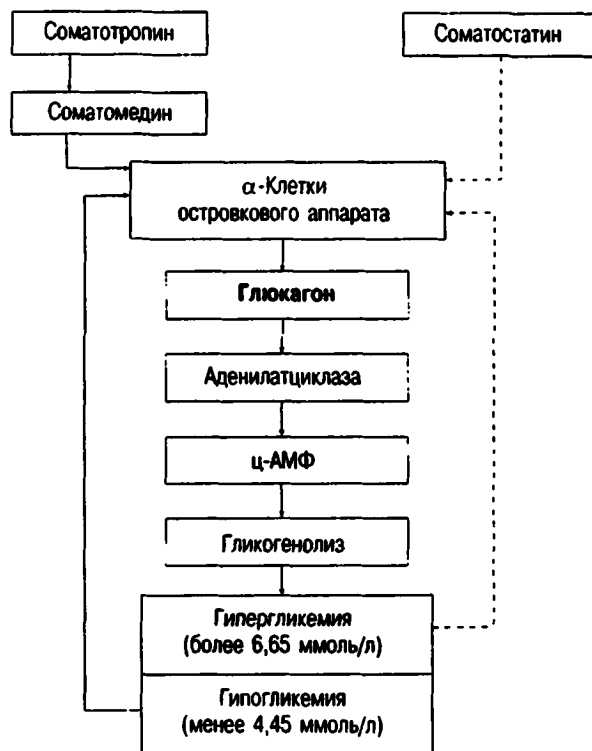 Соматотропин
Соматостатин
Соматомедин
α-Клетки
островкового аппарата
Глюкагон
Аденилатциклаза
ц-АМФ
Гликогенолиз
Гипергликемия
(более 6,65 ммоль/л)
Гипогликемия
(менее 4,45 ммоль/л)